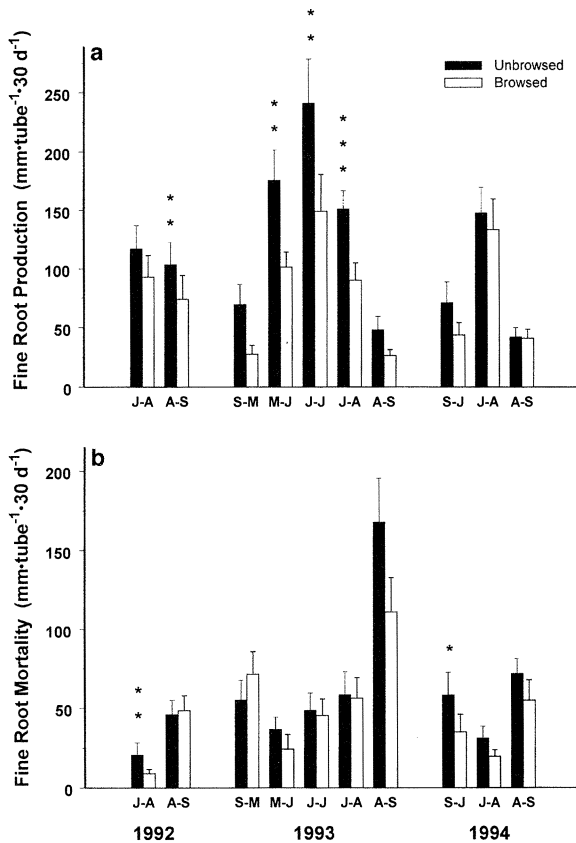 a
Unbrowsed
Browsed
Fine Root Production (mm·tube⁻¹·30 d⁻¹)
250
200
150
100
50
0
* *
* *
* *
* * *
J-A A-S S-M M-J J-J J-A A-S S-J J-A A-S
b
Fine Root Mortality (mm·tube⁻¹·30 d⁻¹)
200
150
100
50
0
* *
*
J-A A-S S-M M-J J-J J-A A-S S-J J-A A-S
1992 1993 1994